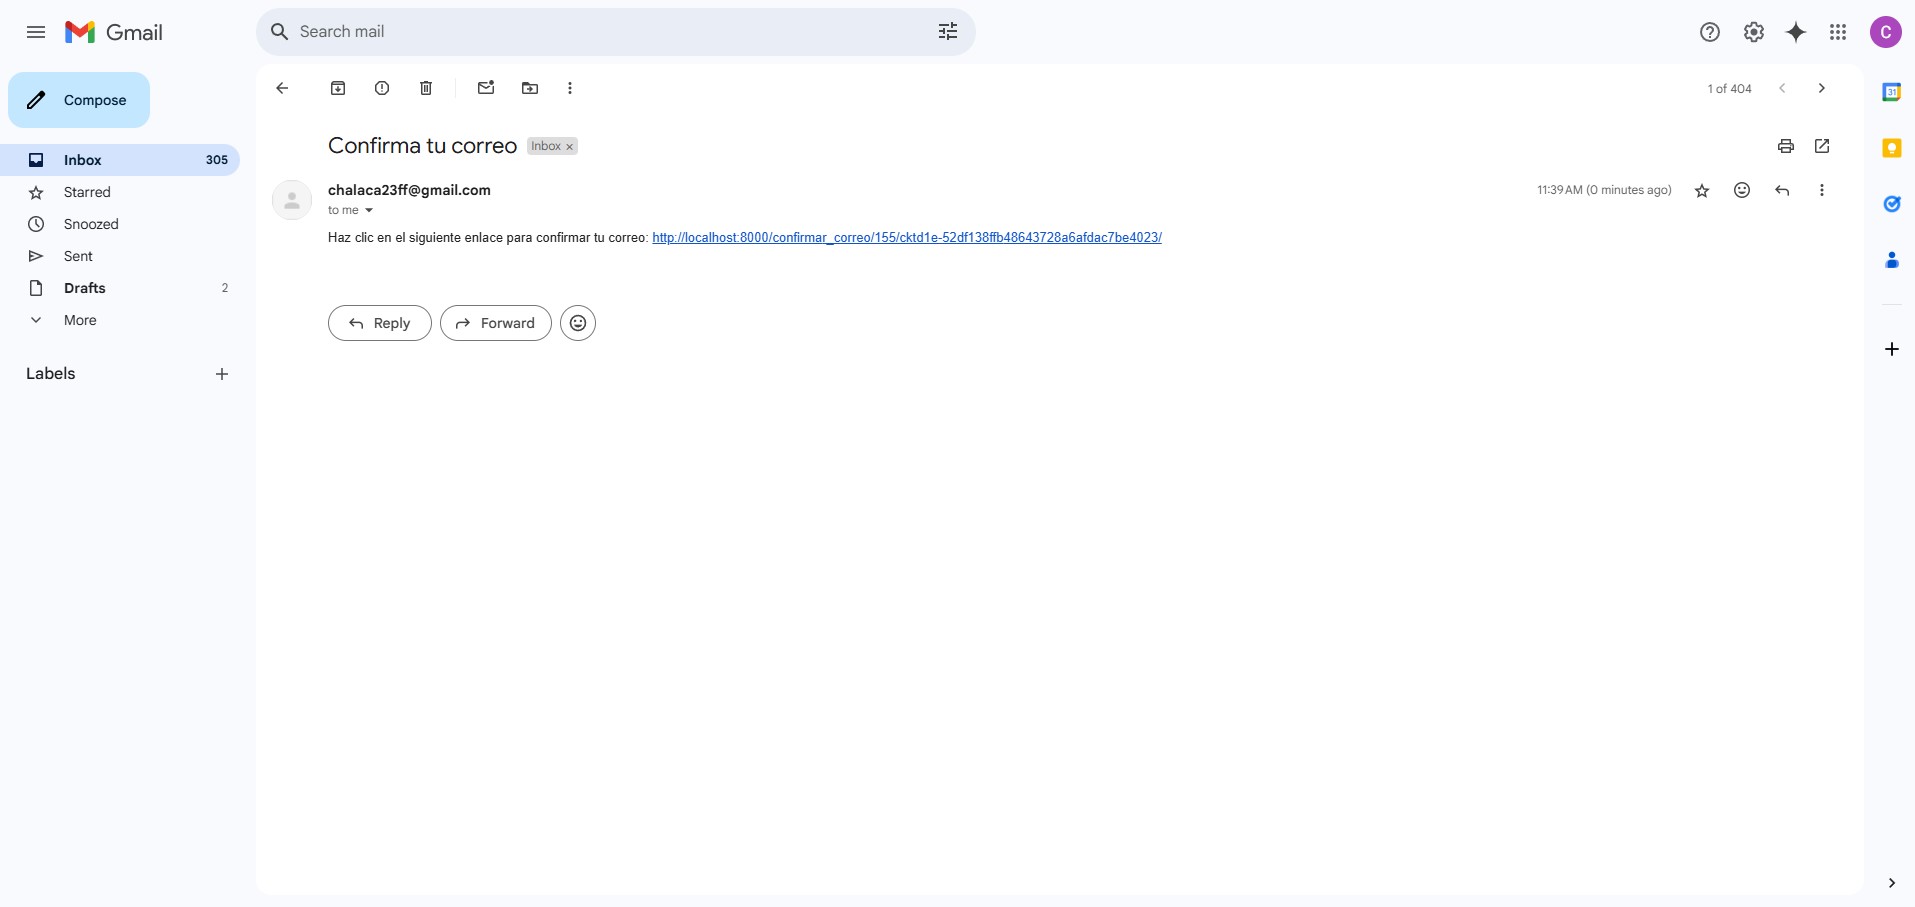 Gmail
Search mail
C
Compose
1 of 404
Inbox 305
Starred
Snoozed
Sent
Drafts 2
More
Labels
Confirma tu correo Inbox ×
chalaca23ff@gmail.com 11:39 AM (0 minutes ago)
to me
Haz clic en el siguiente enlace para confirmar tu correo: http://localhost:8000/confirmar_correo/155/cktd1e-52df138ffb48643728a6afdac7be4023/
Reply Forward
31